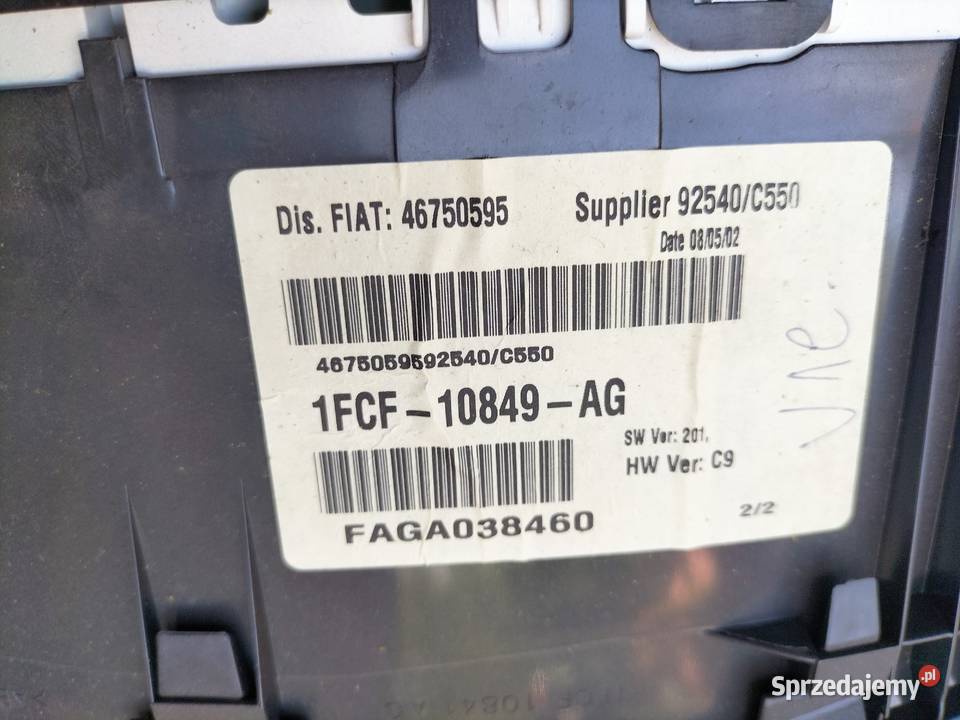 Dis. FIAT: 46750595
Supplier 92540/C550
Date 08/05/02
4675059592540/C550
1FCF-10849-AG
SW Ver: 201.
HW Ver: C9
FAGA038460
2/2
Sprzedajemy.pl